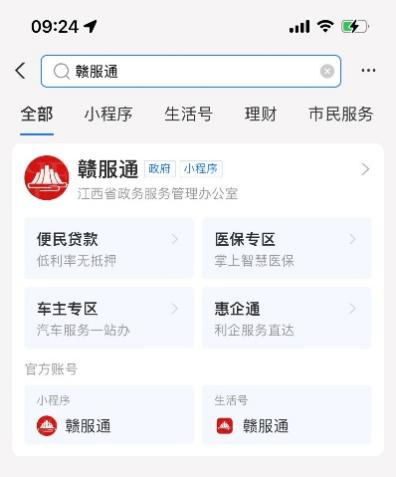 09:24
赣服通
全部 小程序 生活号 理财 市民服务
赣服通 政府 小程序
江西省政务服务管理办公室
便民贷款 医保专区
低利率无抵押 掌上智慧医保
车主专区 惠企通
汽车服务一站办 利企服务直达
官方账号
小程序 生活号
赣服通 赣服通